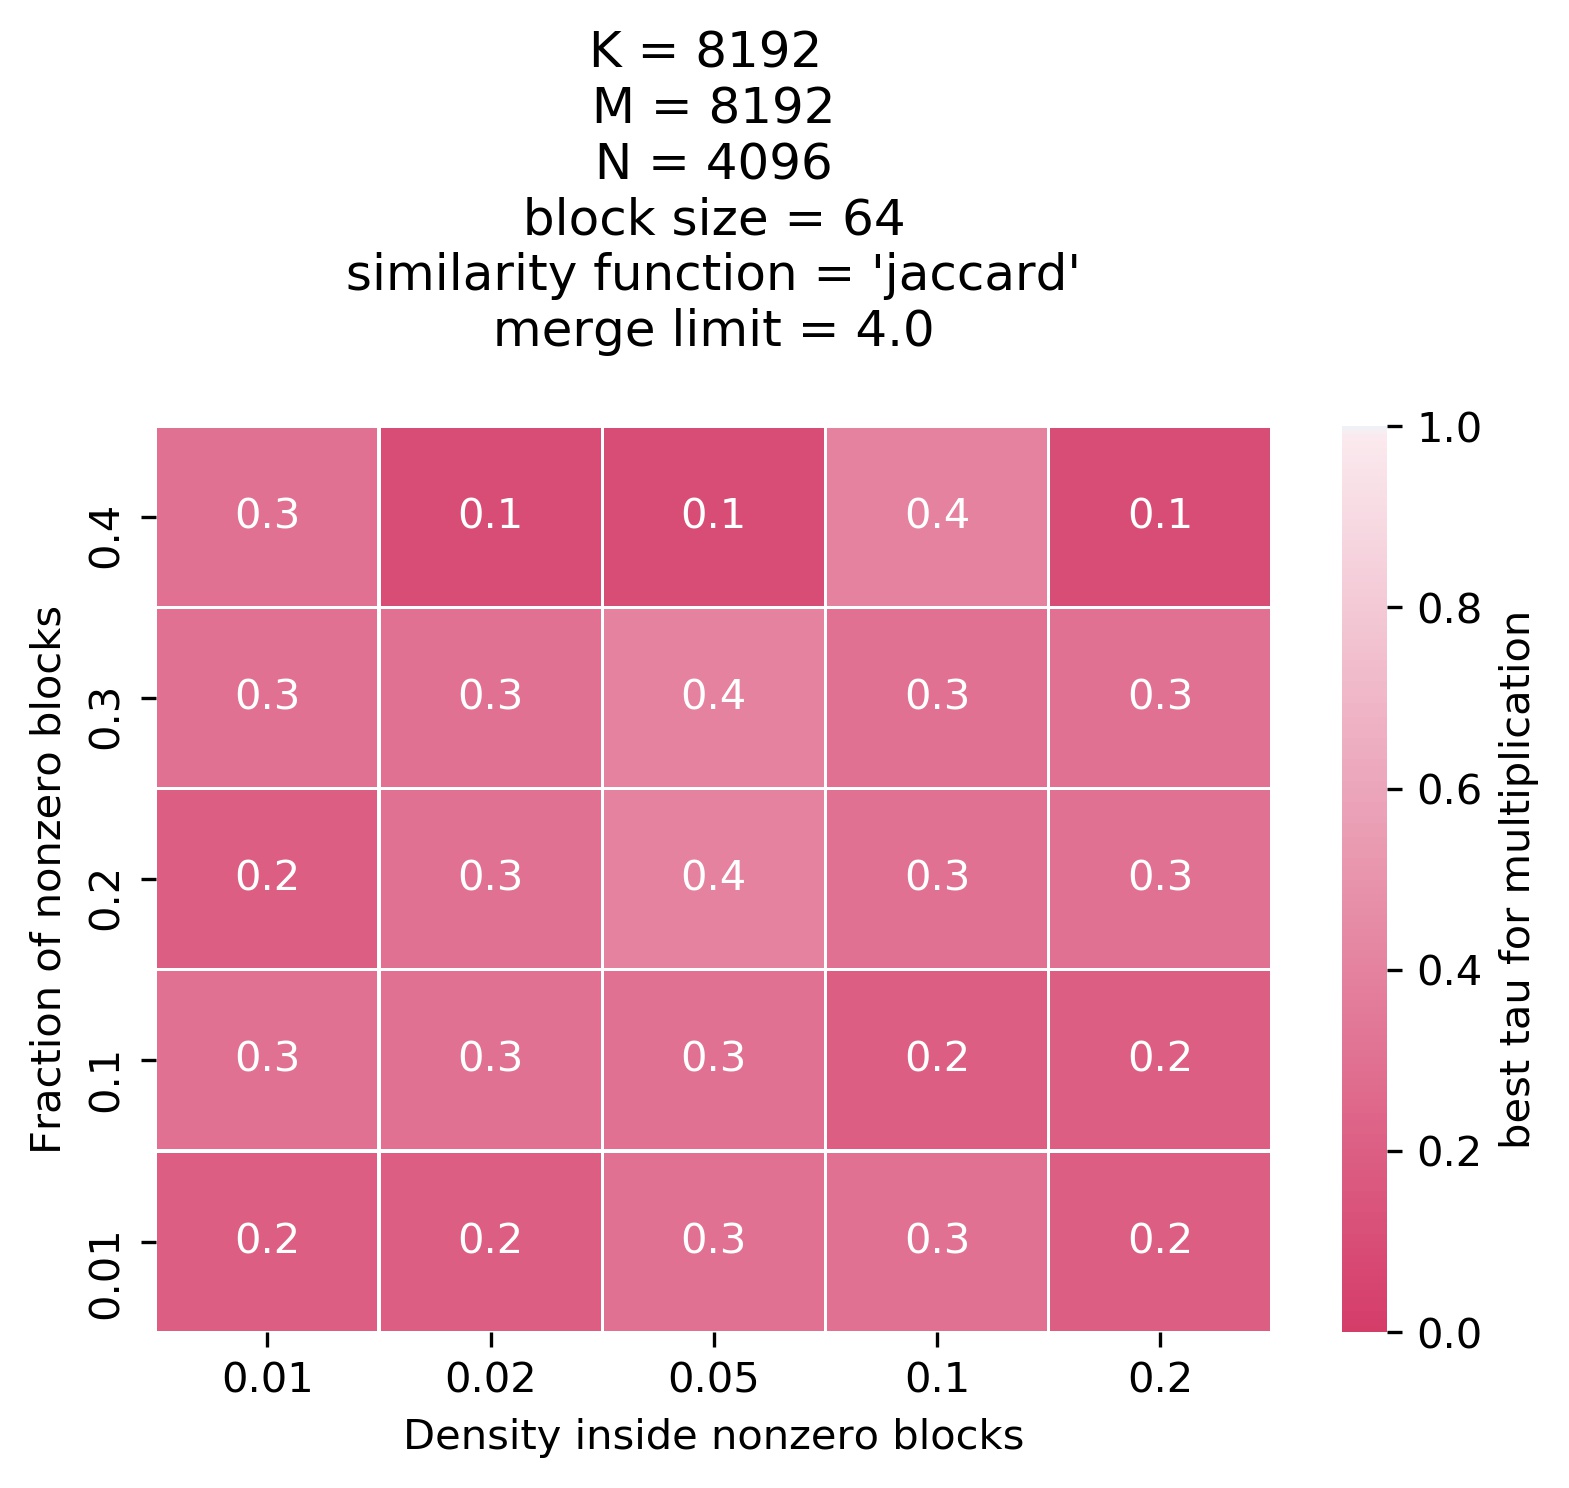 K = 8192
M = 8192
N = 4096
block size = 64
similarity function = 'jaccard'
merge limit = 4.0
Fraction of nonzero blocks
0.4 0.3 0.1 0.1 0.4 0.1
0.3 0.3 0.3 0.4 0.3 0.3
0.2 0.2 0.3 0.4 0.3 0.3
0.1 0.3 0.3 0.3 0.2 0.2
0.01 0.2 0.2 0.3 0.3 0.2
0.01 0.02 0.05 0.1 0.2
Density inside nonzero blocks
1.0
0.8
0.6
0.4
0.2
0.0
best tau for multiplication